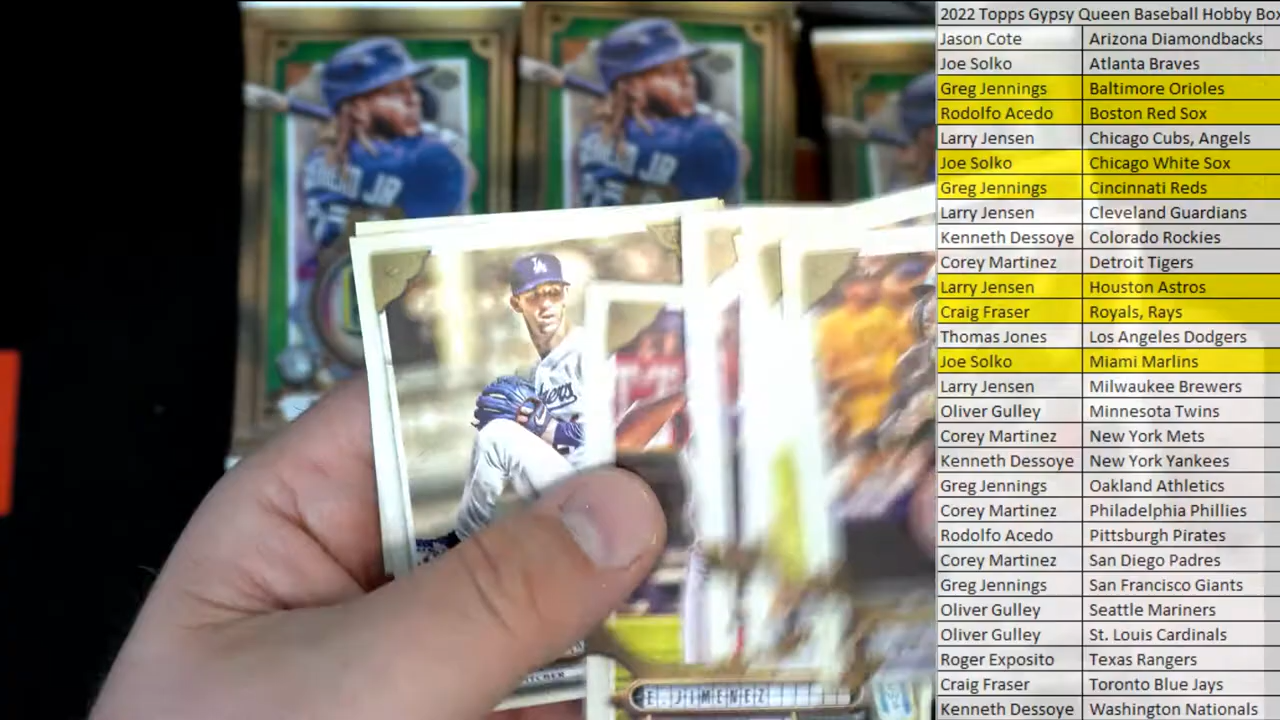 2022 Topps Gypsy Queen Baseball Hobby Box
Jason Cote Arizona Diamondbacks
Joe Solko Atlanta Braves
Greg Jennings Baltimore Orioles
Rodolfo Acedo Boston Red Sox
Larry Jensen Chicago Cubs, Angels
Joe Solko Chicago White Sox
Greg Jennings Cincinnati Reds
Larry Jensen Cleveland Guardians
Kenneth Dessoye Colorado Rockies
Corey Martinez Detroit Tigers
Larry Jensen Houston Astros
Craig Fraser Royals, Rays
Thomas Jones Los Angeles Dodgers
Joe Solko Miami Marlins
Larry Jensen Milwaukee Brewers
Oliver Gulley Minnesota Twins
Corey Martinez New York Mets
Kenneth Dessoye New York Yankees
Greg Jennings Oakland Athletics
Corey Martinez Philadelphia Phillies
Rodolfo Acedo Pittsburgh Pirates
Corey Martinez San Diego Padres
Greg Jennings San Francisco Giants
Oliver Gulley Seattle Mariners
Oliver Gulley St. Louis Cardinals
Roger Exposito Texas Rangers
Craig Fraser Toronto Blue Jays
Kenneth Dessoye Washington Nationals
LA
E. JIMENEZ